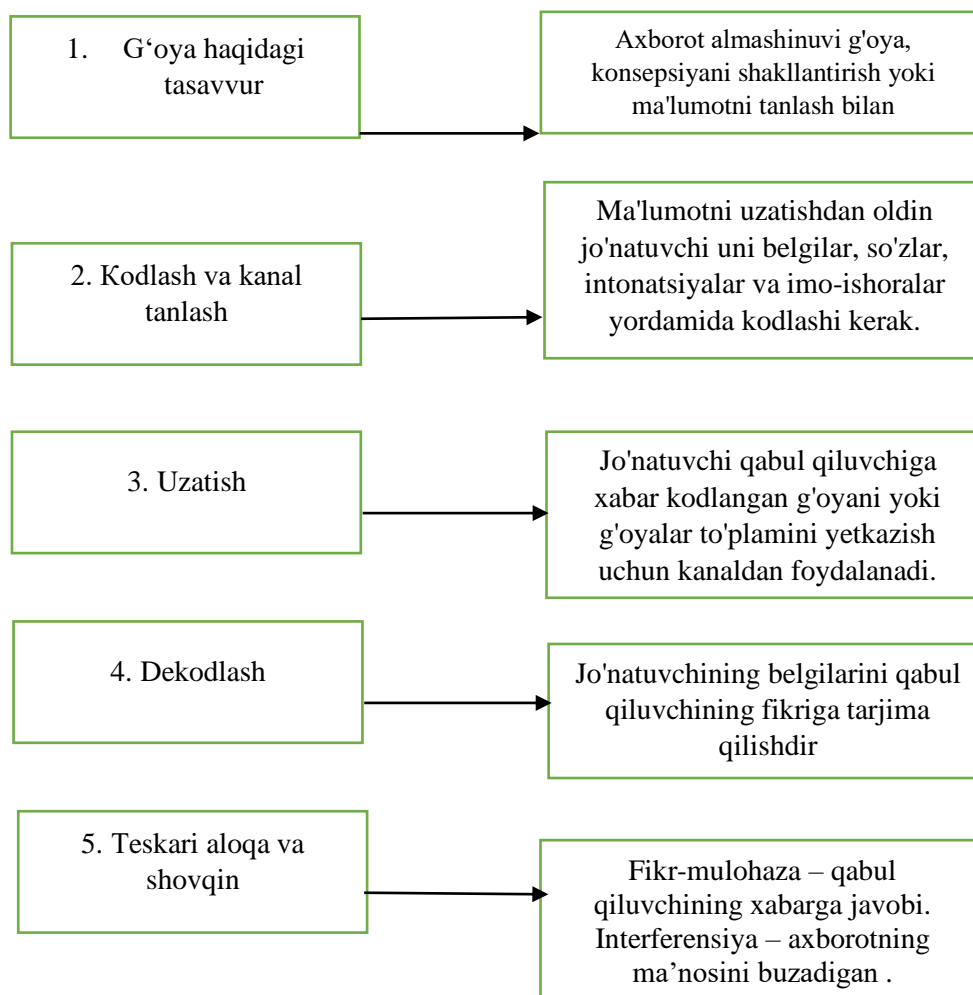 1. G‘oya haqidagi
tasavvur
Axborot almashinuvi g'oya,
konsepsiyani shakllantirish yoki
ma'lumotni tanlash bilan
2. Kodlash va kanal
tanlash
Ma'lumotni uzatishdan oldin
jo'natuvchi uni belgilar, so'zlar,
intonatsiyalar va imo-ishoralar
yordamida kodlashi kerak.
3. Uzatish
Jo'natuvchi qabul qiluvchiga
xabar kodlangan g'oyani yoki
g'oyalar to'plamini yetkazish
uchun kanaldan foydalanadi.
4. Dekodlash
Jo'natuvchining belgilarini qabul
qiluvchining fikriga tarjima
qilishdir
5. Teskari aloqa va
shovqin
Fikr-mulohaza – qabul
qiluvchining xabarga javobi.
Interferensiya – axborotning
ma’nosini buzadigan .